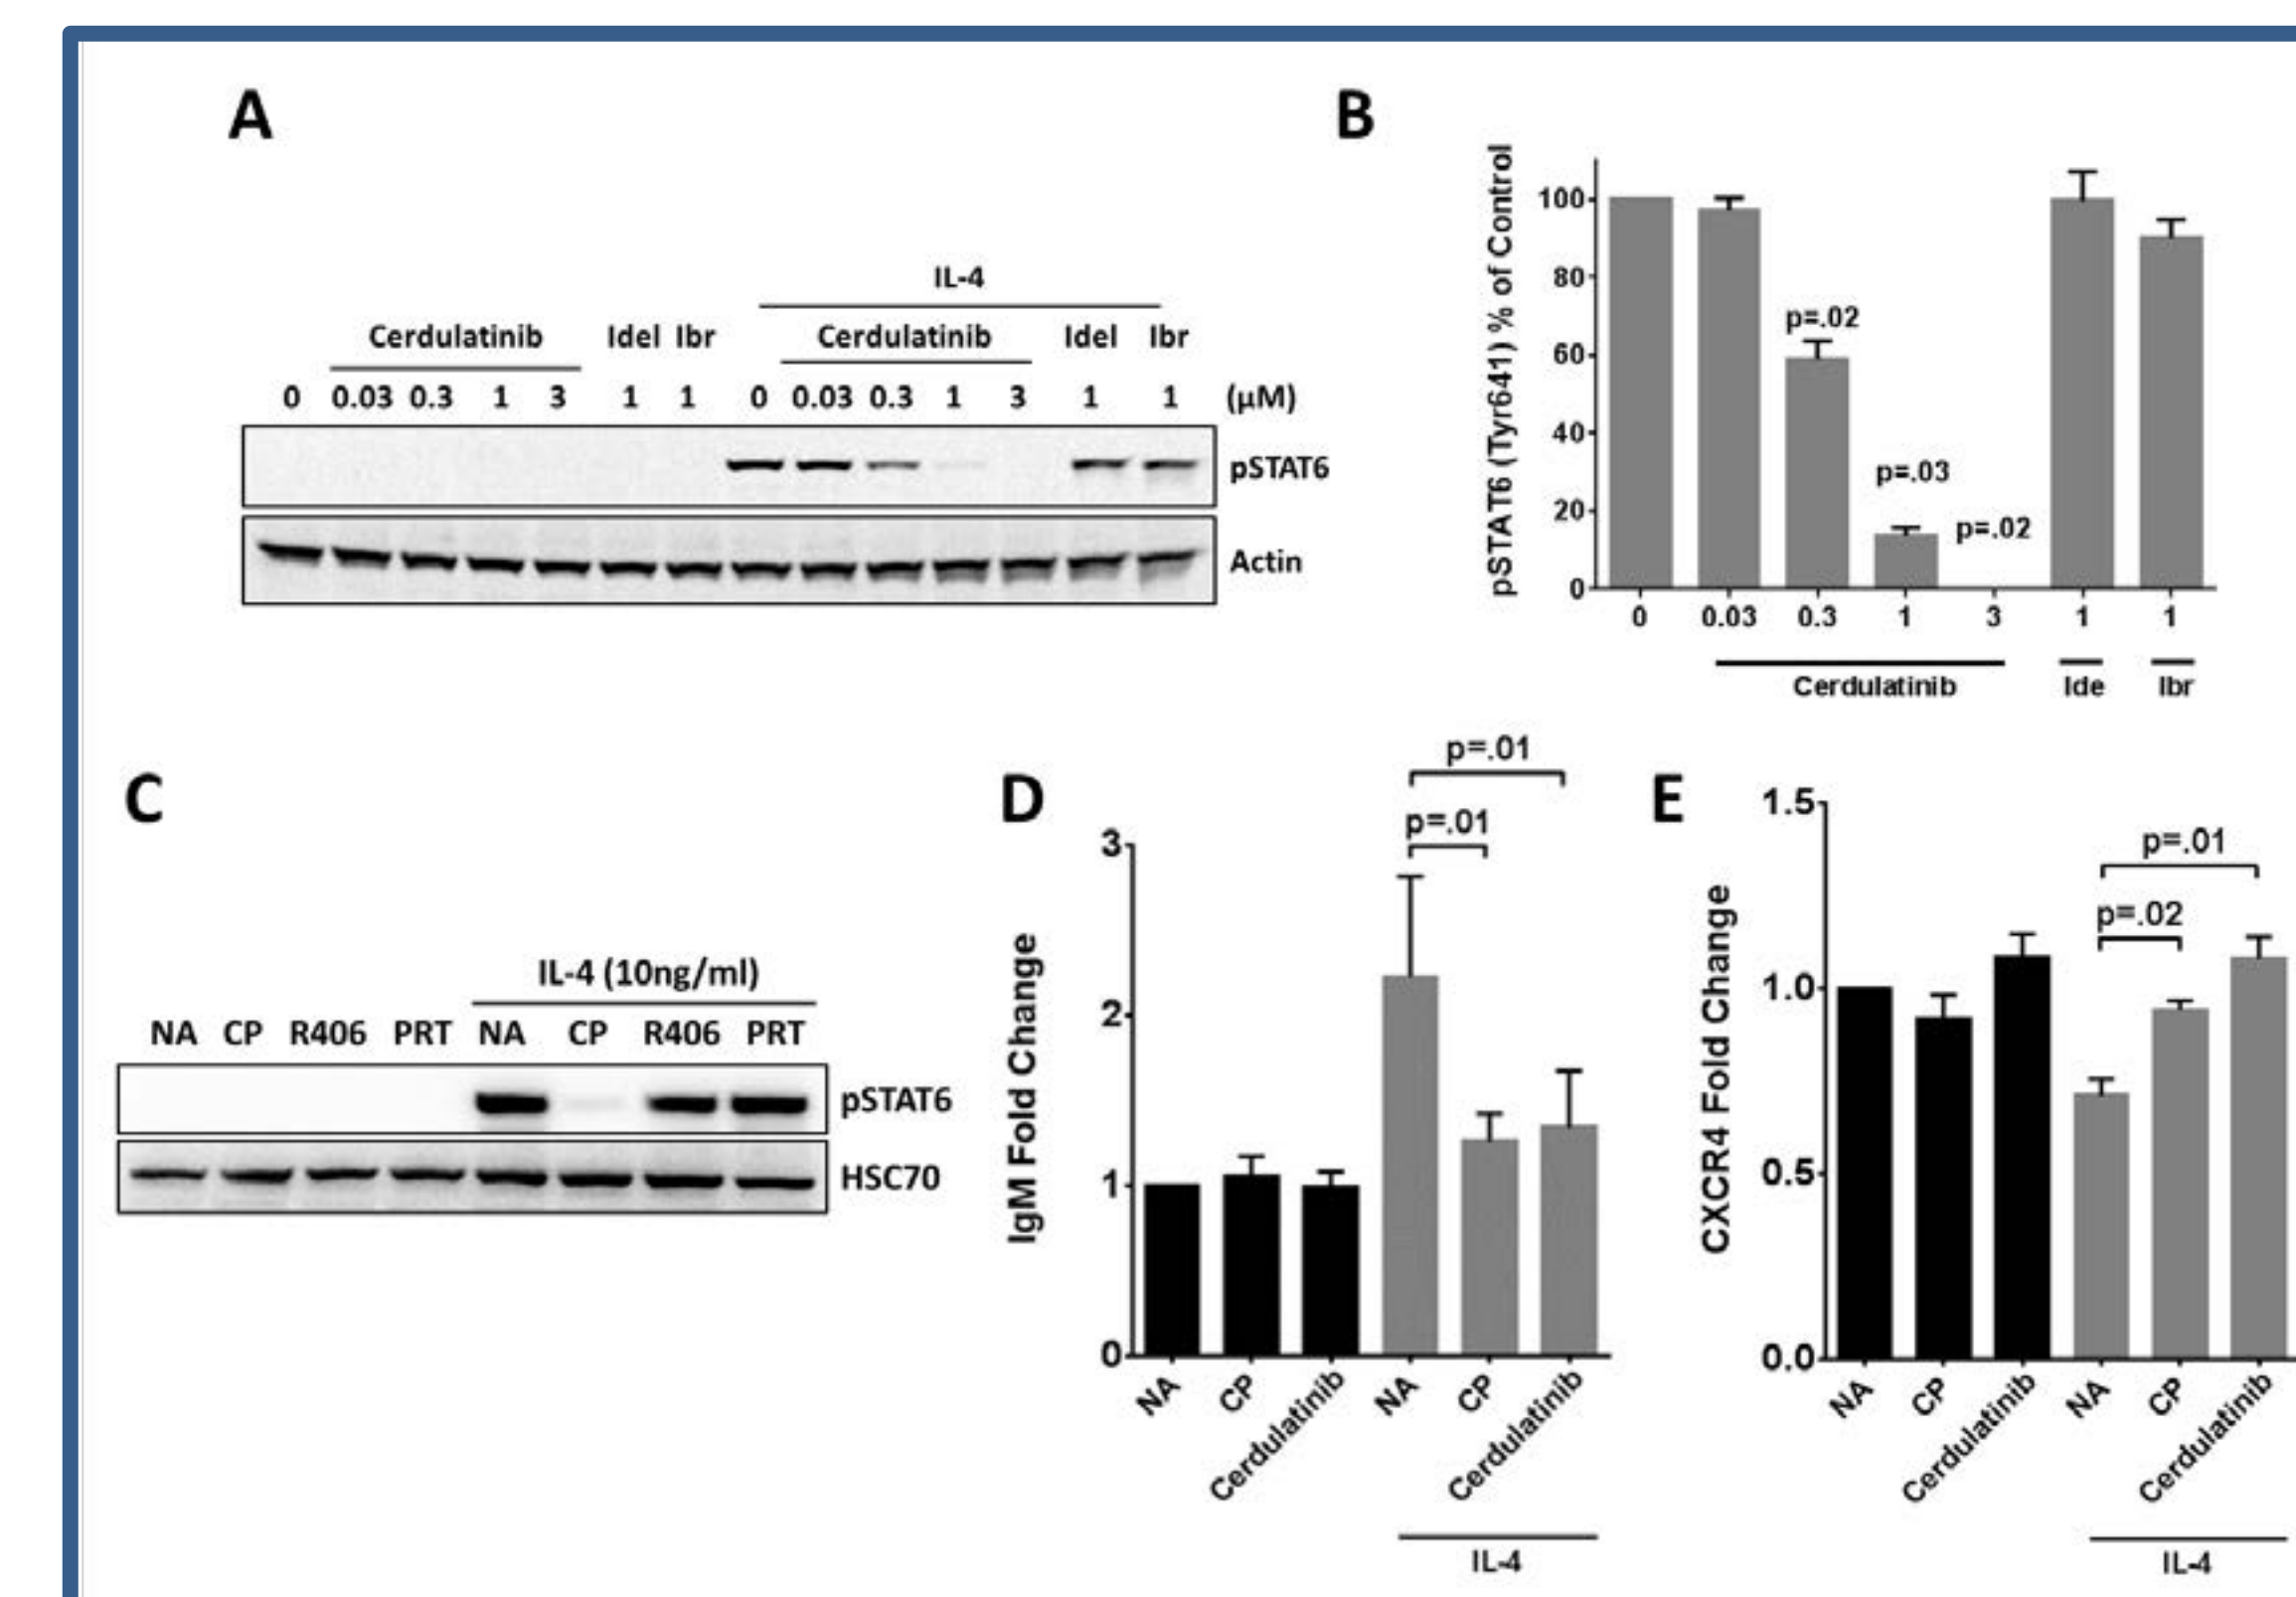 A
IL-4
Cerdulatinib Idel Ibr Cerdulatinib Idel Ibr
0 0.03 0.3 1 3 1 1 0 0.03 0.3 1 3 1 1 (µM)
pSTAT6
Actin
B
pSTAT6 (Tyr641) % of Control
100
80
60
40
20
0
p=.02
p=.03
p=.02
0 0.03 0.3 1 3 1 1
Cerdulatinib Ide Ibr
C
IL-4 (10ng/ml)
NA CP R406 PRT NA CP R406 PRT
pSTAT6
HSC70
D
p=.01
p=.01
IgM Fold Change
3
2
1
0
NA CP Cerdulatinib NA CP Cerdulatinib
IL-4
E
p=.01
p=.02
CXCR4 Fold Change
1.5
1.0
0.5
0.0
NA CP Cerdulatinib NA CP Cerdulatinib
IL-4